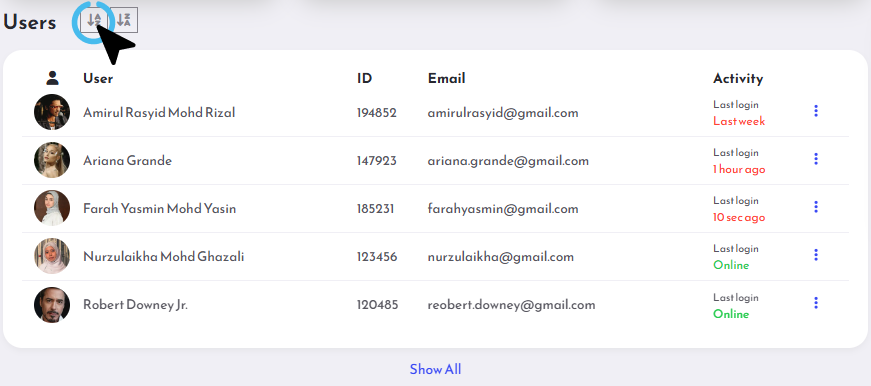 Users
User ID Email Activity
Amirul Rasyid Mohd Rizal 194852 amirulrasyid@gmail.com Last login
Last week
Ariana Grande 147923 ariana.grande@gmail.com Last login
1 hour ago
Farah Yasmin Mohd Yasin 185231 farahyasmin@gmail.com Last login
10 sec ago
Nurzulaikha Mohd Ghazali 123456 nurzulaikha@gmail.com Last login
Online
Robert Downey Jr. 120485 reobert.downey@gmail.com Last login
Online
Show All